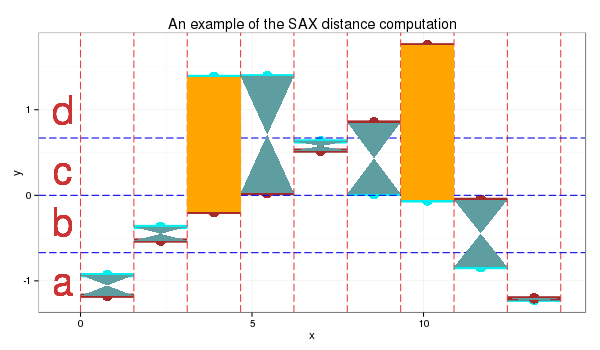 An example of the SAX distance computation
d
1
c
y
0
b
-1
a
0 5 10
x